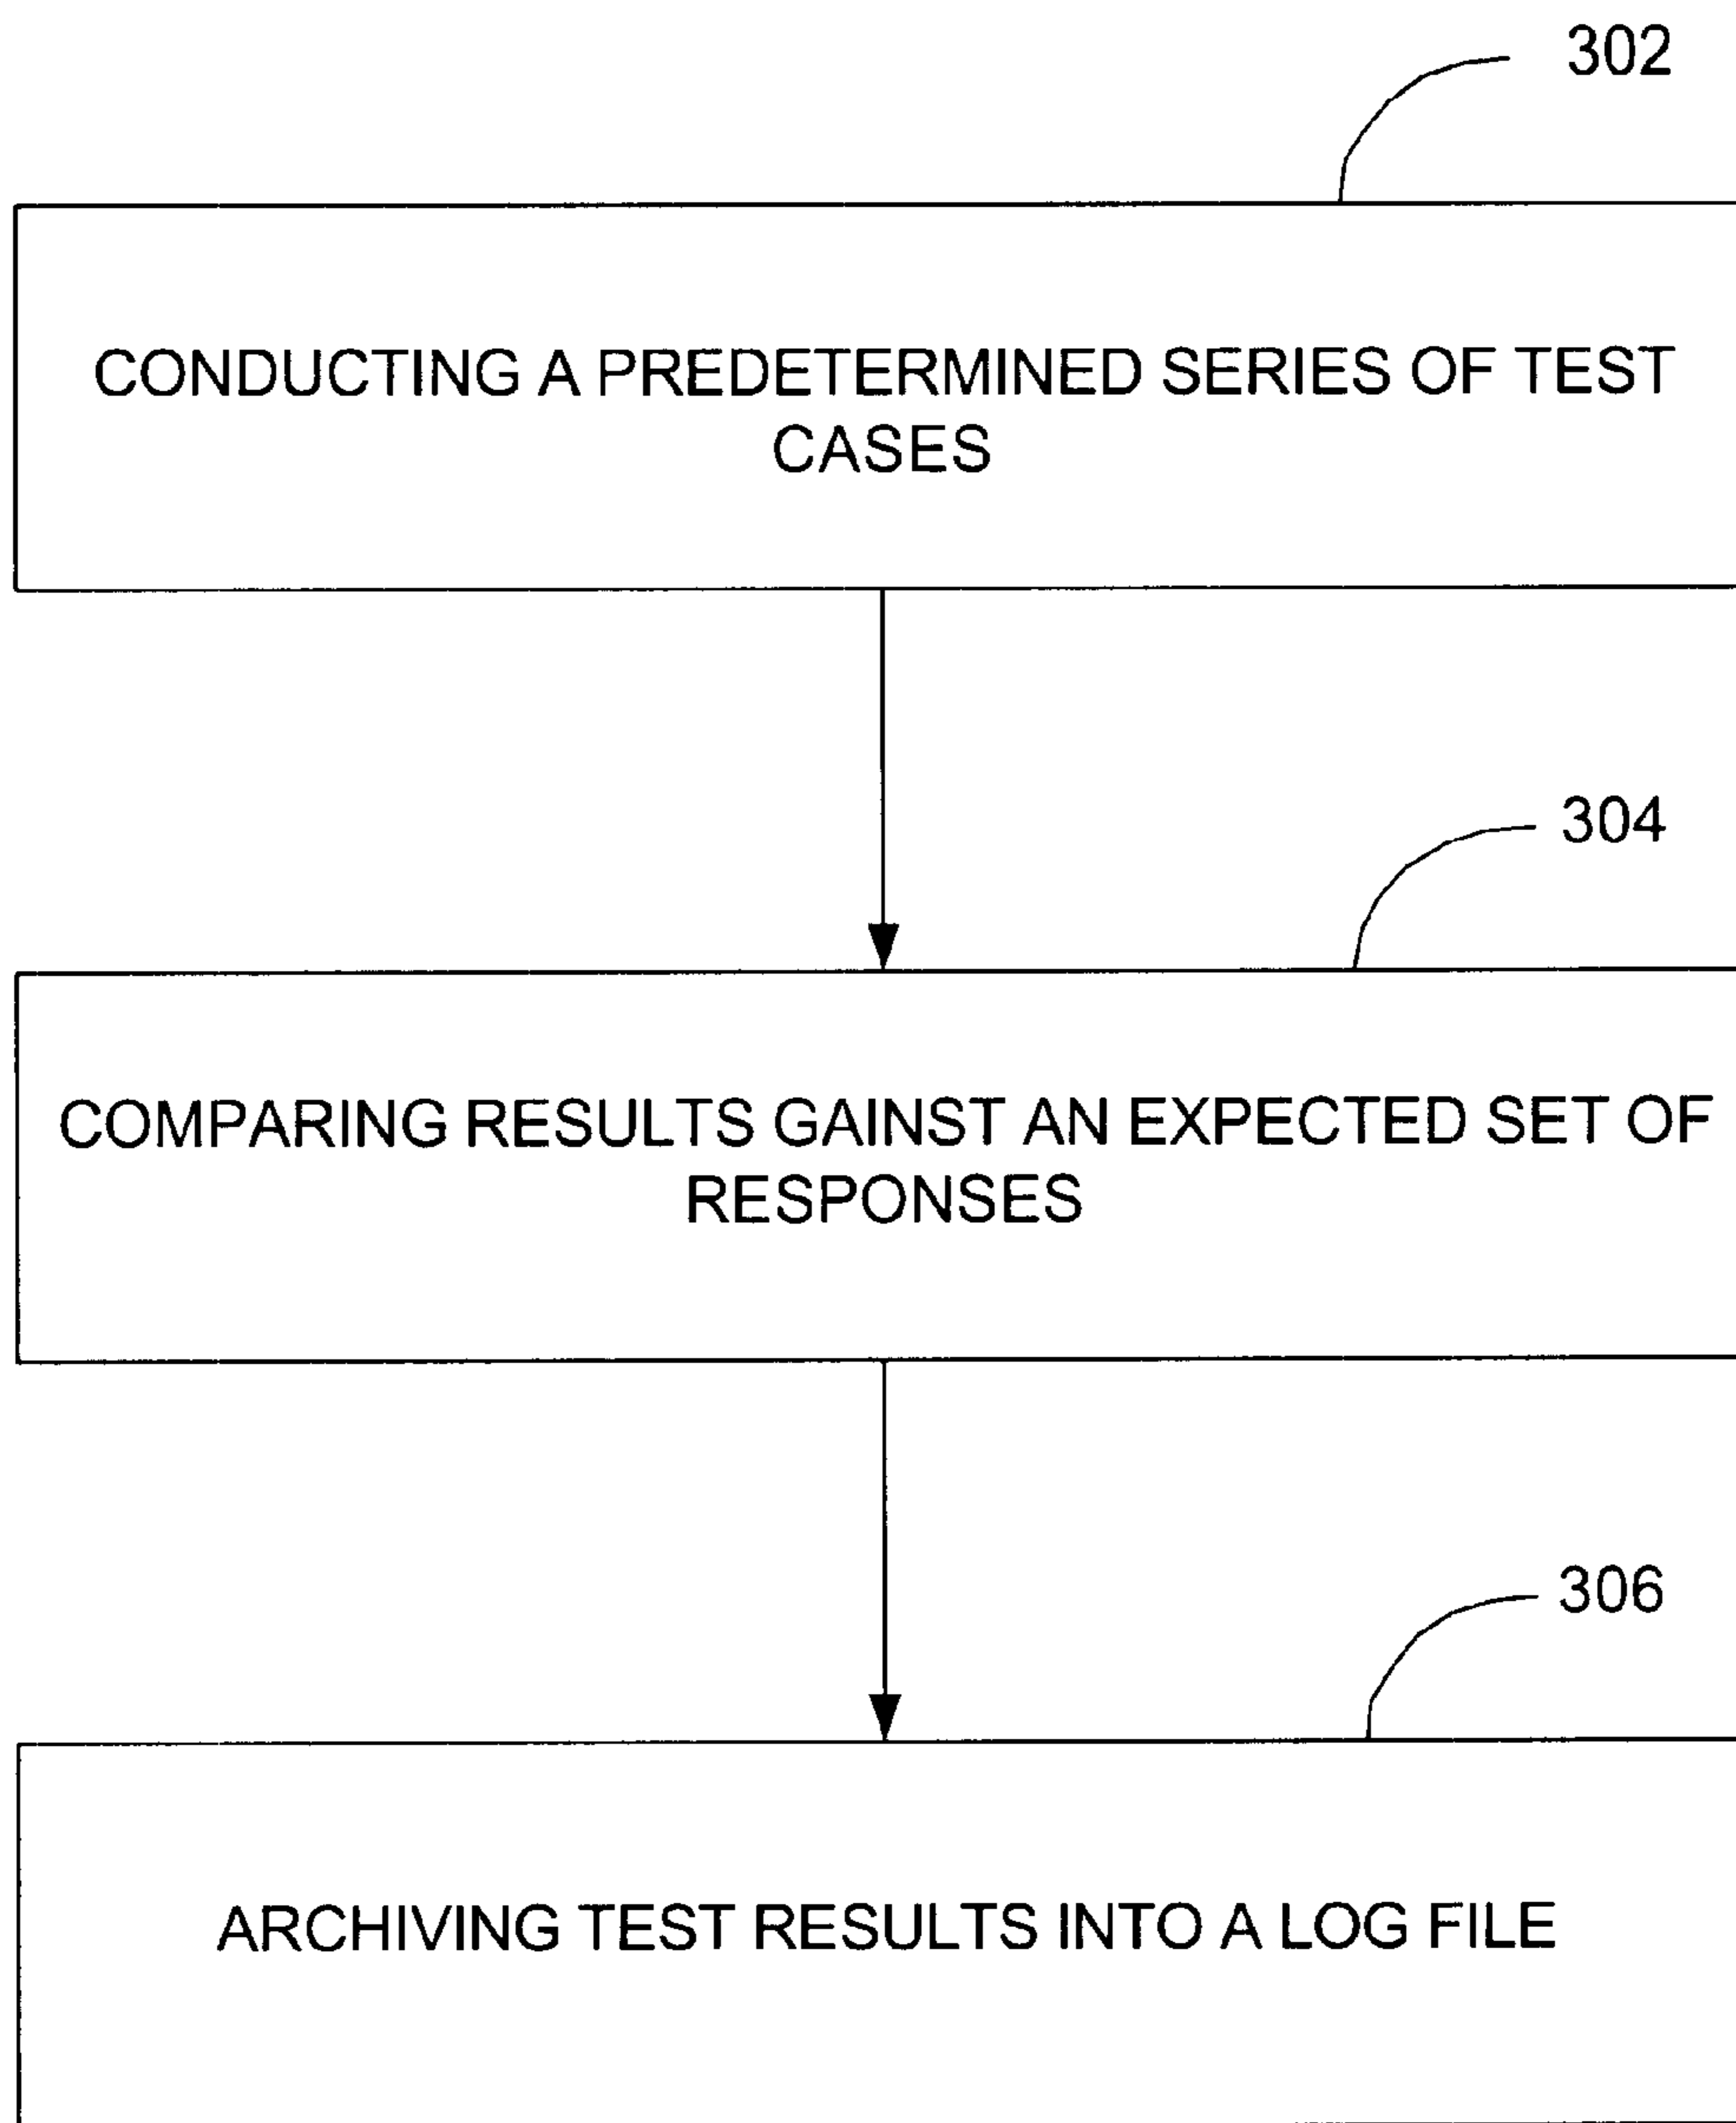 302
CONDUCTING A PREDETERMINED SERIES OF TEST
CASES
304
COMPARING RESULTS GAINST AN EXPECTED SET OF
RESPONSES
306
ARCHIVING TEST RESULTS INTO A LOG FILE